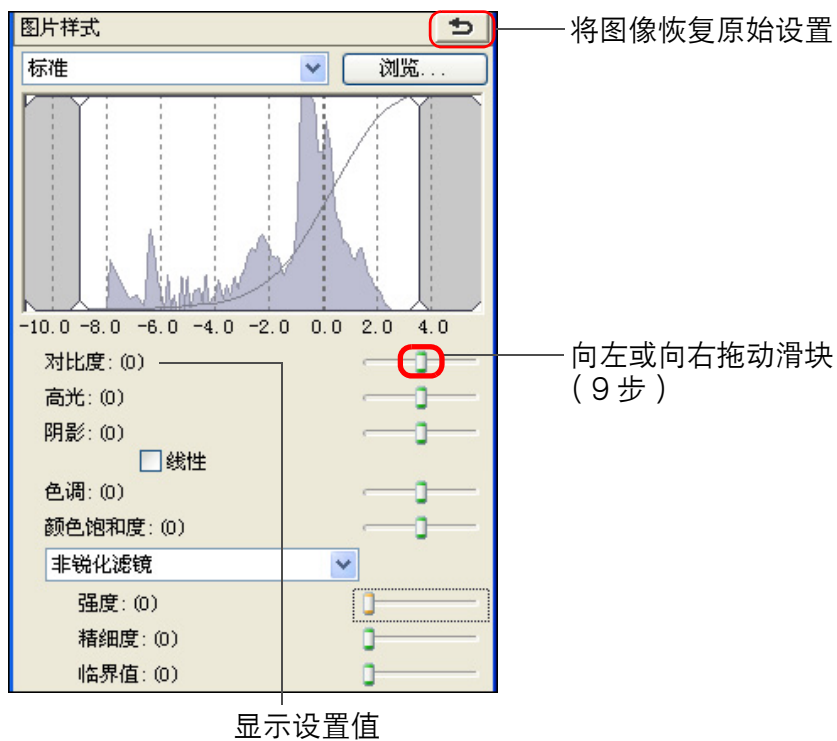 图片样式
将图像恢复原始设置
标准
浏览...
-10.0 -8.0 -6.0 -4.0 -2.0 0.0 2.0 4.0
对比度: (0)
向左或向右拖动滑块
（9步）
高光: (0)
阴影: (0)
线性
色调: (0)
颜色饱和度: (0)
非锐化滤镜
强度: (0)
精细度: (0)
临界值: (0)
显示设置值